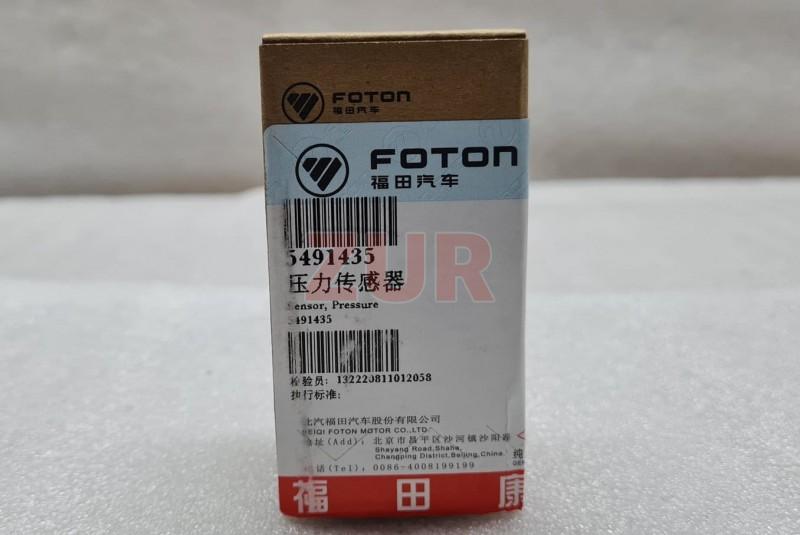 FOTON
福田汽车
FOTON
福田汽车
5491435
ZUR
压力传感器
Sensor, Pressure
5491435
检验员: 132220811012058
执行标准:
北汽福田汽车股份有限公司
BEIQI FOTON MOTOR CO.,LTD.
地址(Add): 北京市昌平区沙河镇沙阳路
Shayang Road,Shahe,
Changping District,Beijing,China.
电话(Tel): 0086-4008199199
纯
GEN
福田康